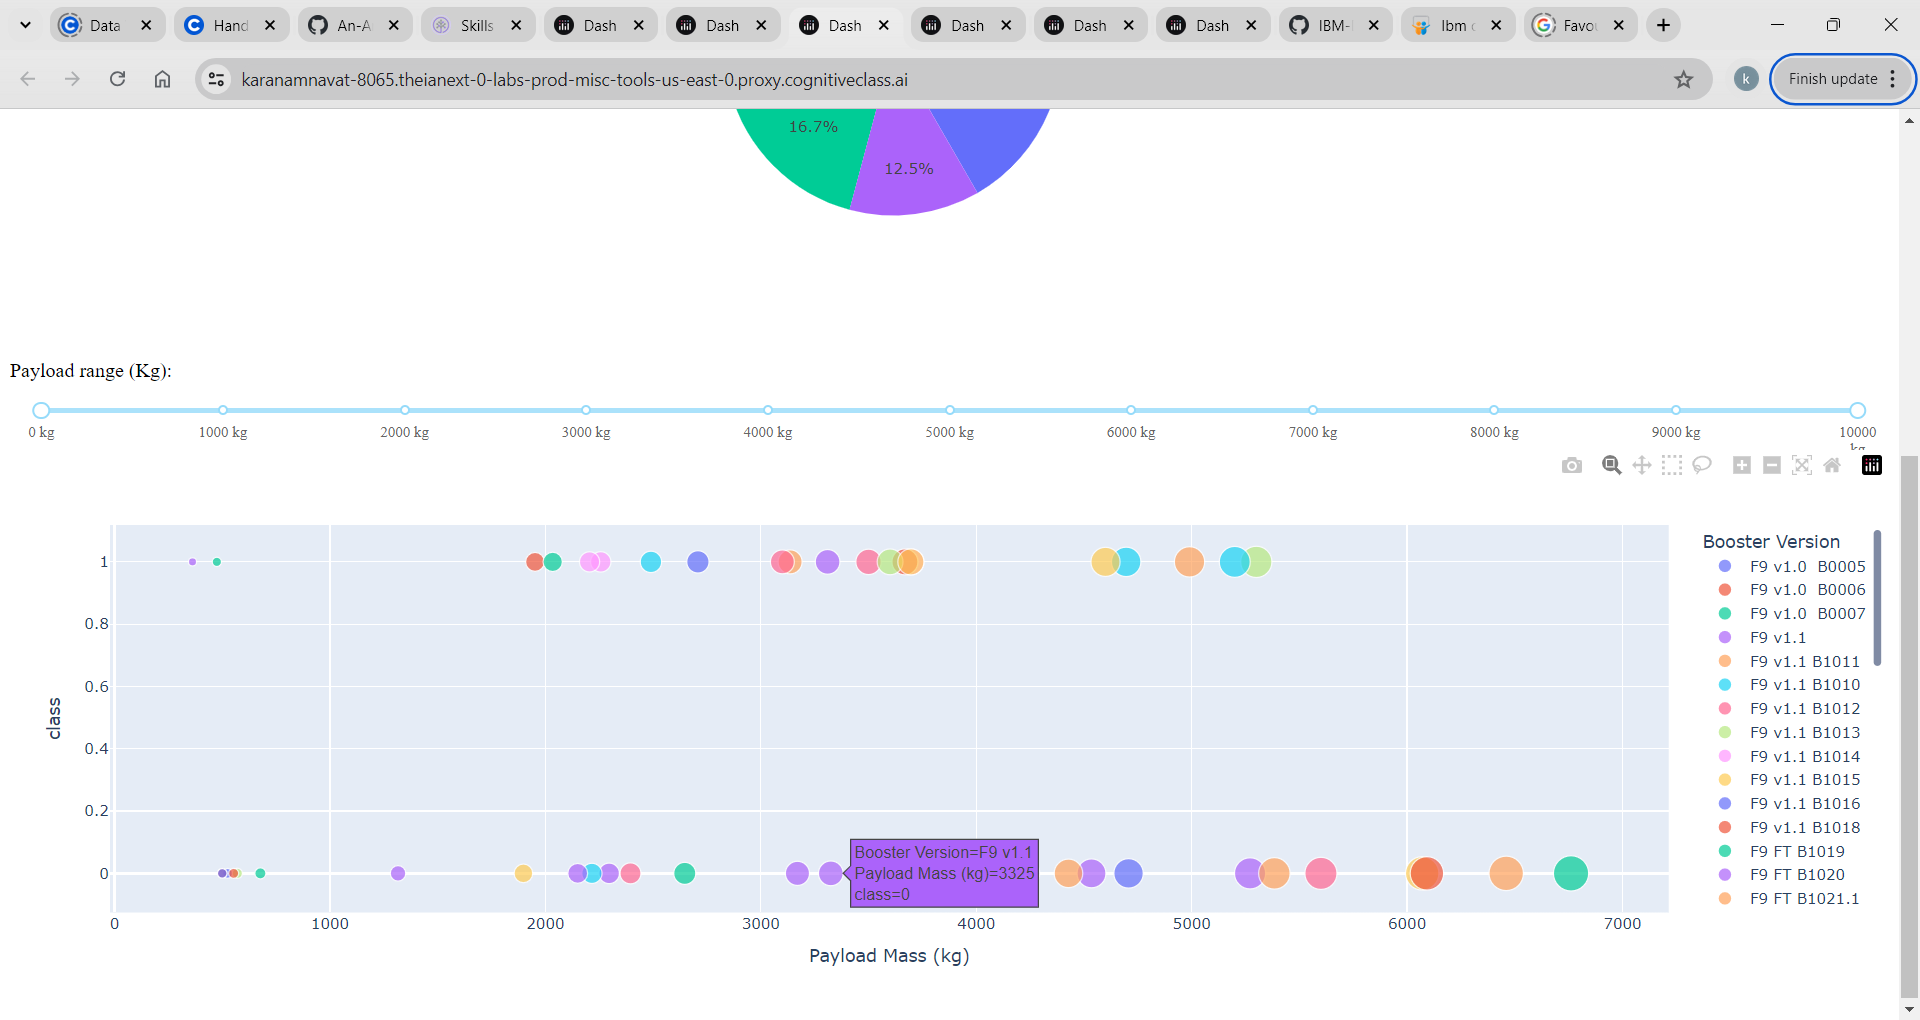 Data
Hand
An-A
Skills
Dash
Dash
Dash
Dash
Dash
Dash
IBM-
Ibm
Favo
karanamnavat-8065.theianext-0-labs-prod-misc-tools-us-east-0.proxy.cognitiveclass.ai
k
Finish update
16.7%
12.5%
Payload range (Kg):
0 kg
1000 kg
2000 kg
3000 kg
4000 kg
5000 kg
6000 kg
7000 kg
8000 kg
9000 kg
10000
kg
Booster Version
F9 v1.0 B0005
F9 v1.0 B0006
F9 v1.0 B0007
F9 v1.1
F9 v1.1 B1011
F9 v1.1 B1010
F9 v1.1 B1012
F9 v1.1 B1013
F9 v1.1 B1014
F9 v1.1 B1015
F9 v1.1 B1016
F9 v1.1 B1018
F9 FT B1019
F9 FT B1020
F9 FT B1021.1
1
0.8
0.6
0.4
0.2
0
class
Booster Version=F9 v1.1
Payload Mass (kg)=3325
class=0
0
1000
2000
3000
4000
5000
6000
7000
Payload Mass (kg)